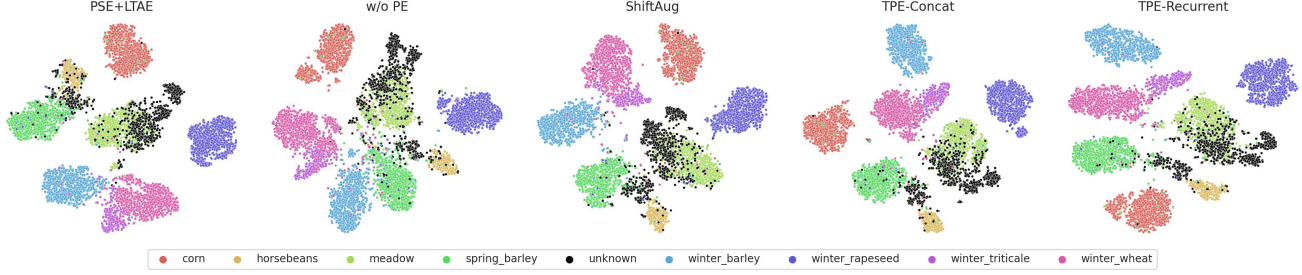 PSE+LTAE w/o PE ShiftAug TPE-Concat TPE-Recurrent
corn horsebeans meadow spring_barley unknown winter_barley winter_rapeseed winter_triticale winter_wheat